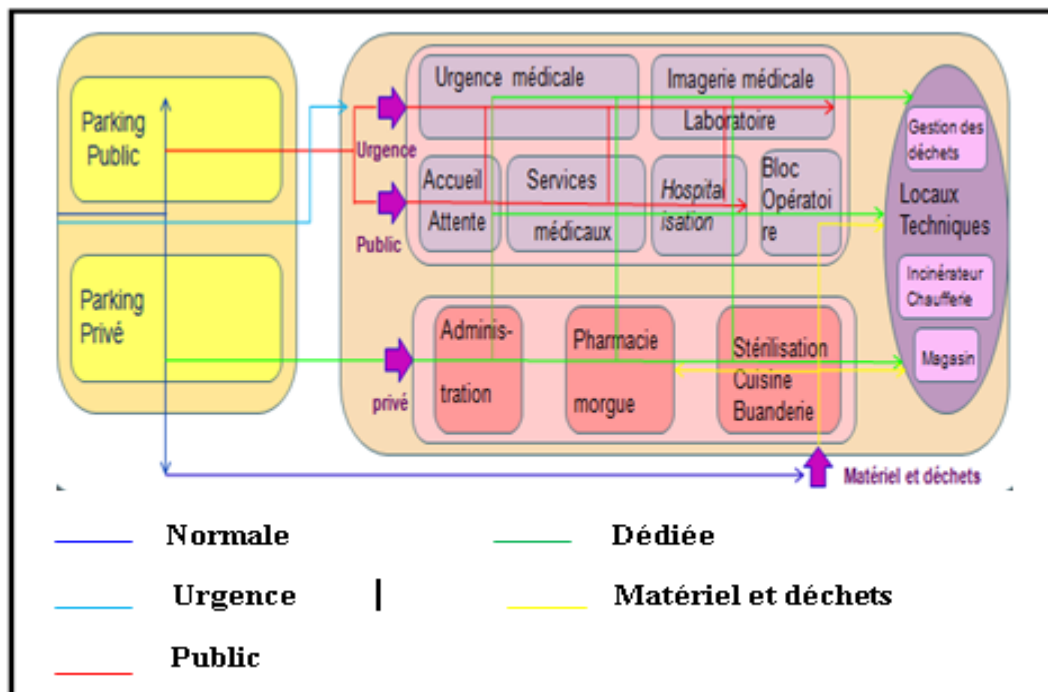 Parking
Public
Parking
Privé
Urgence
Public
privé
Urgence médicale
Imagerie médicale
Laboratoire
Accueil
Attente
Services
médicaux
Hospital
isation
Bloc
Opératoi
re
Adminis-
tration
Pharmacie
morgue
Stérilisation
Cuisine
Buanderie
Gestion des
déchets
Locaux
Techniques
Incinérateur
Chaufferie
Magasin
Matériel et déchets
Normale
Dédiée
Urgence
Matériel et déchets
Public